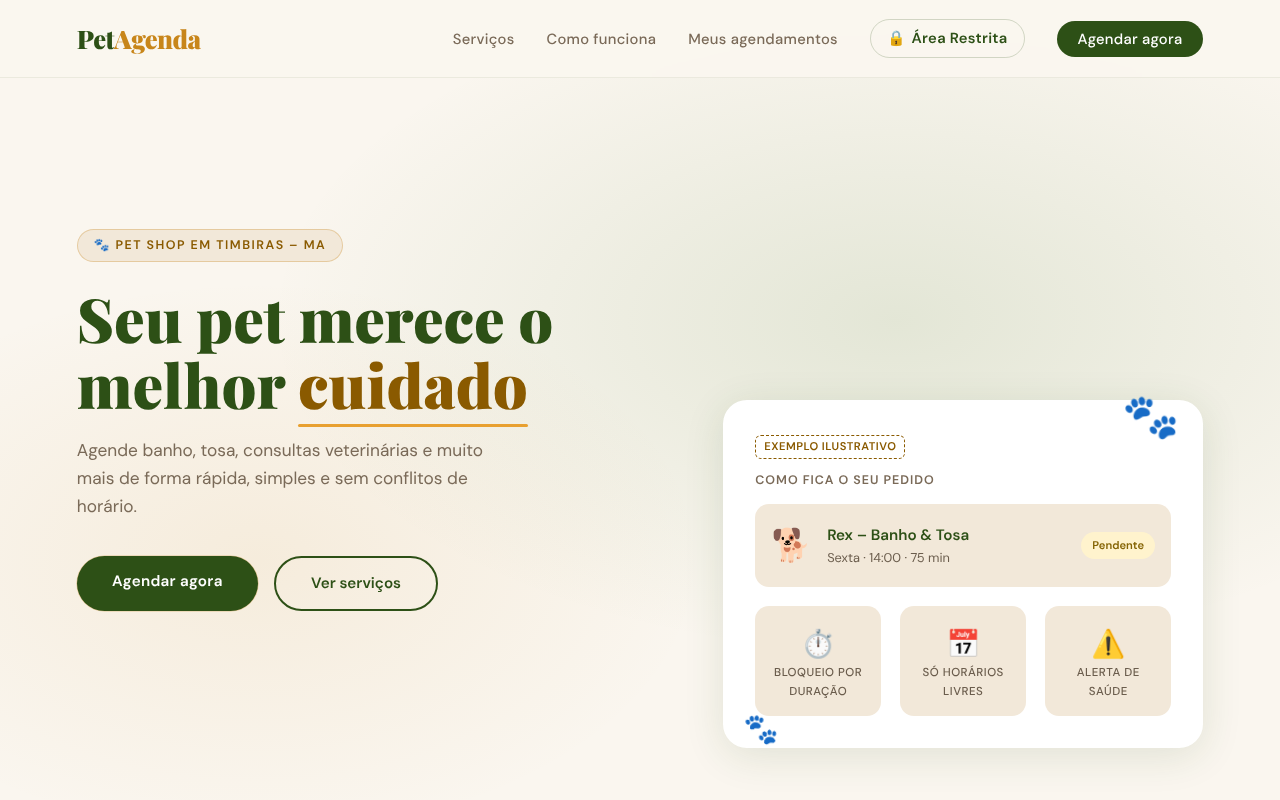 PetAgenda
Serviços
Como funciona
Meus agendamentos
Área Restrita
Agendar agora
PET SHOP EM TIMBIRAS – MA
Seu pet merece o
melhor cuidado
Agende banho, tosa, consultas veterinárias e muito
mais de forma rápida, simples e sem conflitos de
horário.
Agendar agora
Ver serviços
EXEMPLO ILUSTRATIVO
COMO FICA O SEU PEDIDO
Rex – Banho & Tosa
Sexta · 14:00 · 75 min
Pendente
July
17
BLOQUEIO POR
DURAÇÃO
SÓ HORÁRIOS
LIVRES
ALERTA DE
SAÚDE